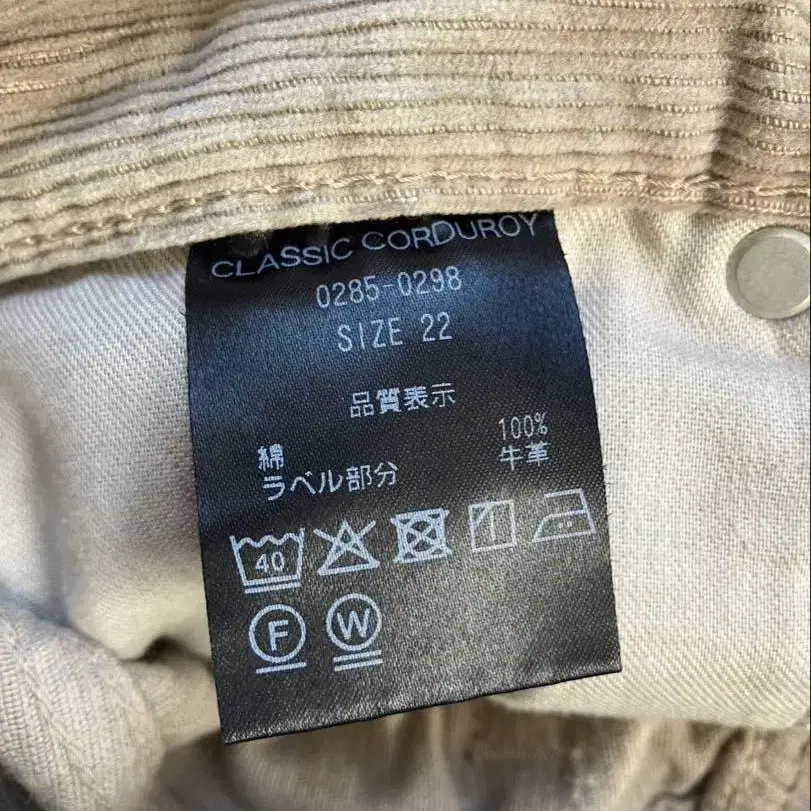 CLASSIC CORDUROY
0285-0298
SIZE 22
品質表示
綿 100%
ラベル部分 牛革
40
F W